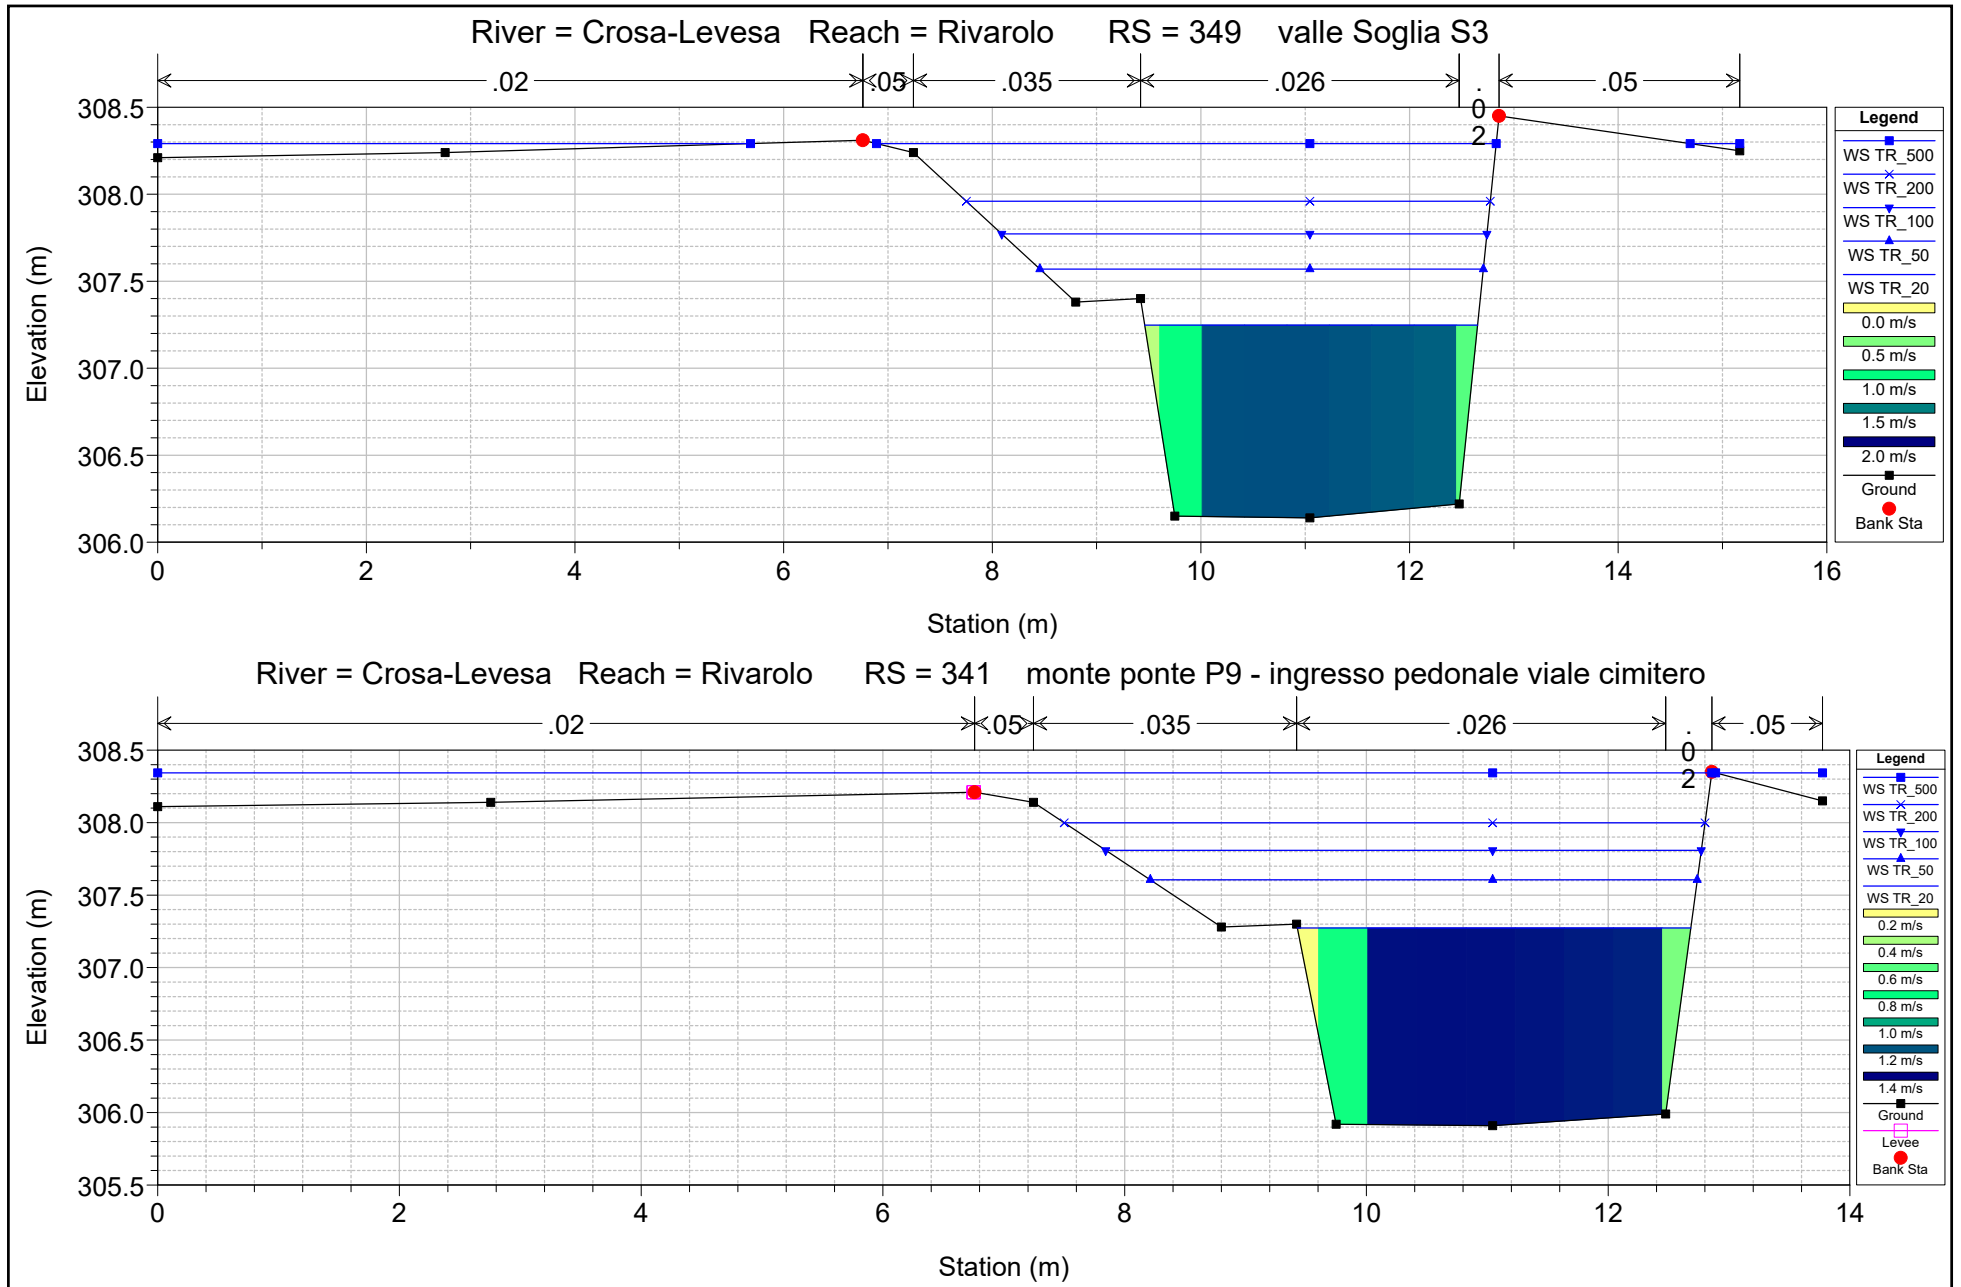 River = Crosa-Levesa Reach = Rivarolo RS = 349 valle Soglia S3
.02 .05 .035 .026 .02 .05
308.5
308.0
307.5
307.0
306.5
306.0
Elevation (m)
0 2 4 6 8 10 12 14 16
Station (m)
Legend
WS TR_500
WS TR_200
WS TR_100
WS TR_50
WS TR_20
0.0 m/s
0.5 m/s
1.0 m/s
1.5 m/s
2.0 m/s
Ground
Bank Sta
River = Crosa-Levesa Reach = Rivarolo RS = 341 monte ponte P9 - ingresso pedonale viale cimitero
.02 .05 .035 .026 .02 .05
308.5
308.0
307.5
307.0
306.5
306.0
305.5
Elevation (m)
0 2 4 6 8 10 12 14
Station (m)
Legend
WS TR_500
WS TR_200
WS TR_100
WS TR_50
WS TR_20
0.2 m/s
0.4 m/s
0.6 m/s
0.8 m/s
1.0 m/s
1.2 m/s
1.4 m/s
Ground
Levee
Bank Sta